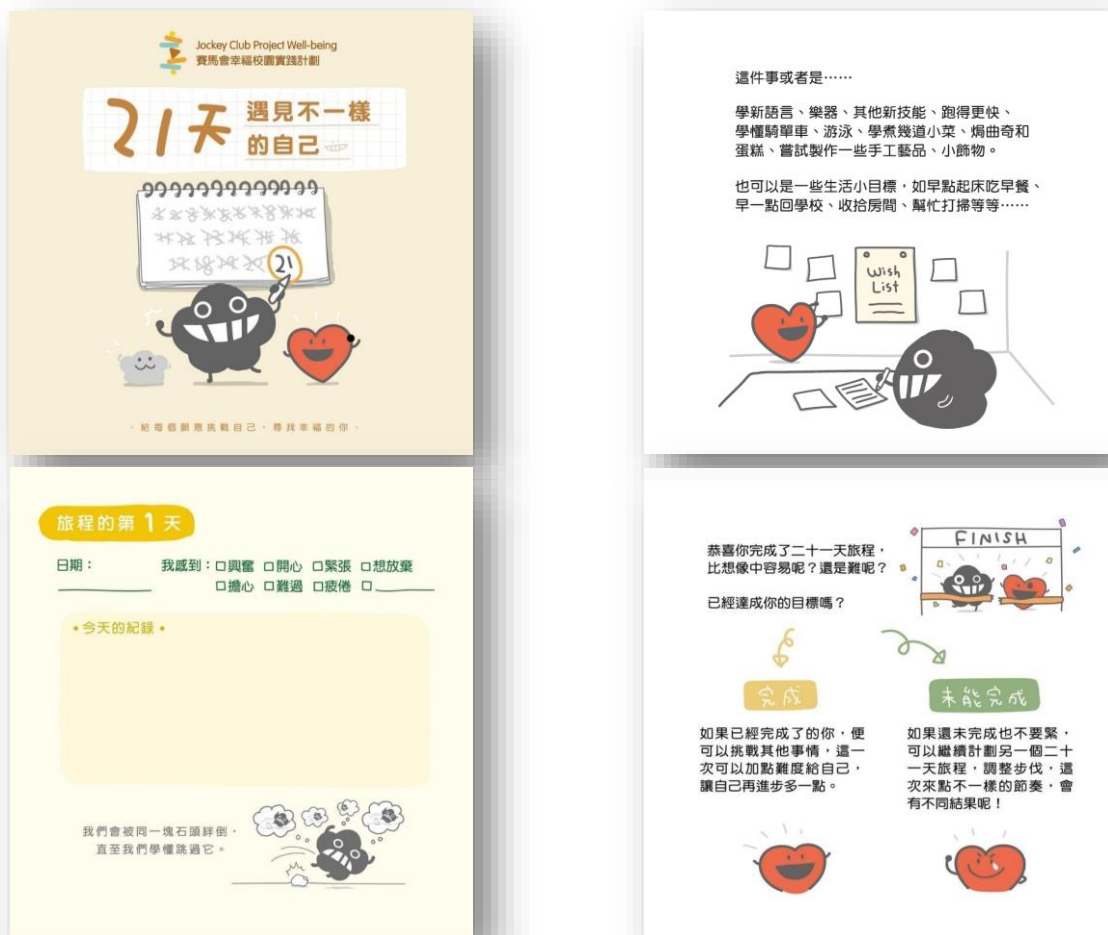 Jockey Club Project Well-being
賽馬會幸福校園實踐計劃
21天
遇見不一樣
的自己
21
·給每個願意挑戰自己，尋找幸福的你·
這件事或者是……
學新語言、樂器、其他新技能、跑得更快、
學懂騎單車、游泳、學煮幾道小菜、焗曲奇和
蛋糕、嘗試製作一些手工藝品、小飾物。
也可以是一些生活小目標，如早點起床吃早餐、
早一點回學校、收拾房間、幫忙打掃等等……
Wish
List
旅程的第 1 天
日期：
我感到：□興奮 □開心 □緊張 □想放棄
□擔心 □難過 □疲倦 □
•今天的紀錄•
我們會被同一塊石頭絆倒，
直至我們學懂跳過它。
恭喜你完成了二十一天旅程，
比想像中容易呢？還是難呢？
已經達成你的目標嗎？
FINISH
完成
如果已經完成了的你，便
可以挑戰其他事情，這一
次可以加點難度給自己，
讓自己再進步多一點。
未能完成
如果還未完成也不要緊，
可以繼續計劃另一個二十
一天旅程，調整步伐，這
次來點不一樣的節奏，會
有不同結果呢！